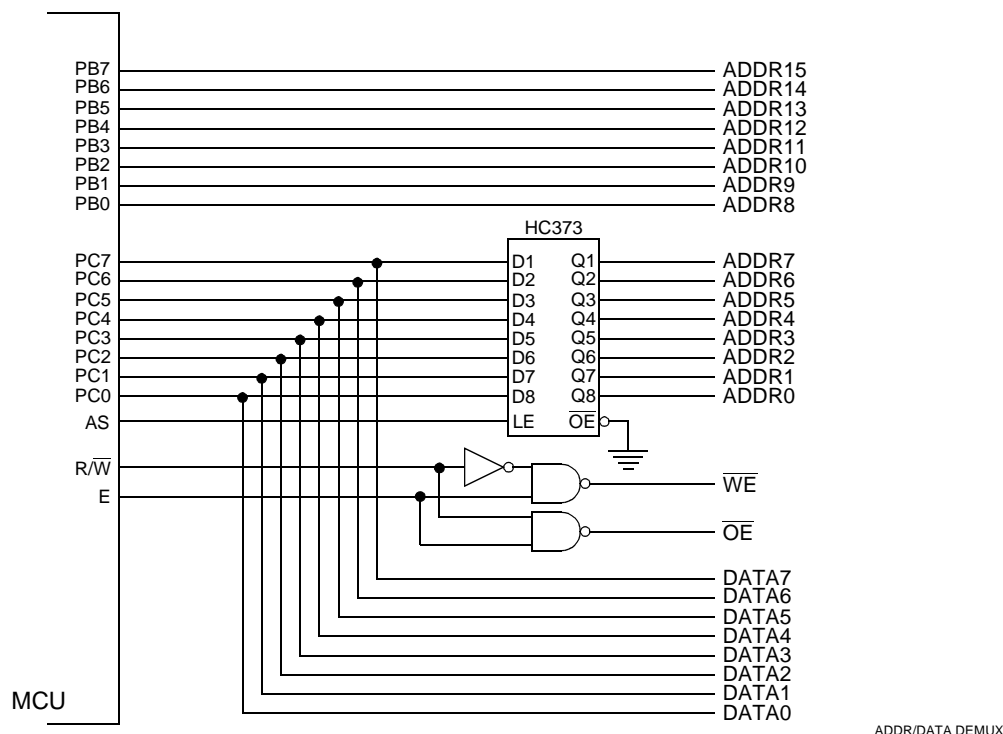 PB7 ADDR15
PB6 ADDR14
PB5 ADDR13
PB4 ADDR12
PB3 ADDR11
PB2 ADDR10
PB1 ADDR9
PB0 ADDR8
HC373
PC7 D1 Q1 ADDR7
PC6 D2 Q2 ADDR6
PC5 D3 Q3 ADDR5
PC4 D4 Q4 ADDR4
PC3 D5 Q5 ADDR3
PC2 D6 Q6 ADDR2
PC1 D7 Q7 ADDR1
PC0 D8 Q8 ADDR0
AS LE O̅E̅
R/W̅
E W̅E̅
O̅E̅
DATA7
DATA6
DATA5
DATA4
DATA3
DATA2
DATA1
DATA0
MCU
ADDR/DATA DEMUX